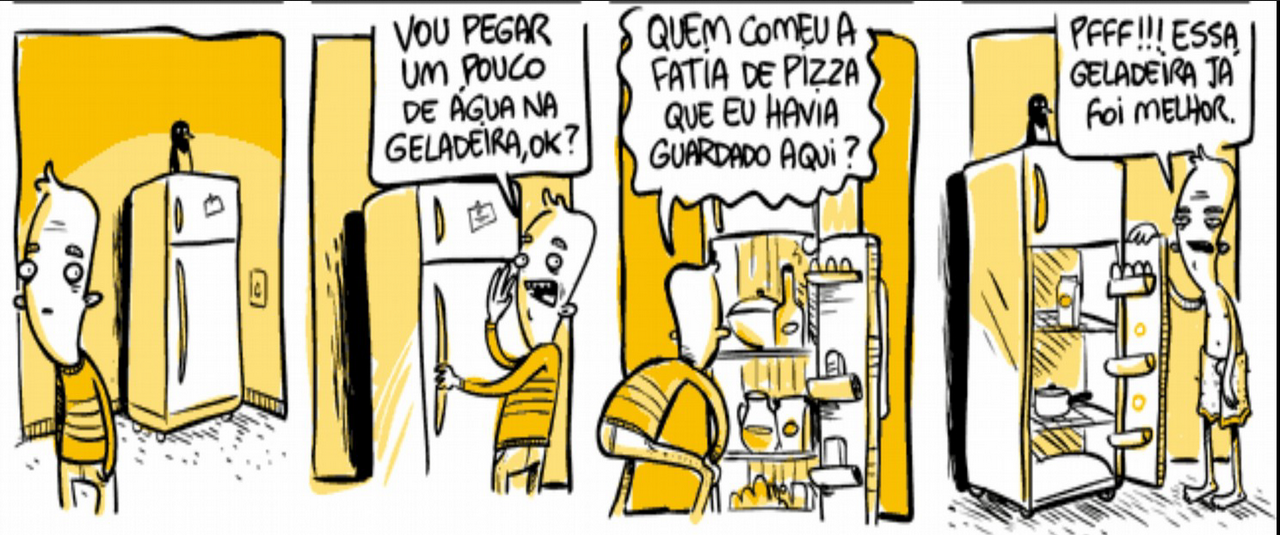 VOU PEGAR
UM POUCO
DE ÁGUA NA
GELADEIRA, OK?
QUEM COMEU A
FATIA DE PIZZA
QUE EU HAVIA
GUARDADO AQUI?
PFFF!!! ESSA
GELADEIRA JÁ
FOI MELHOR.